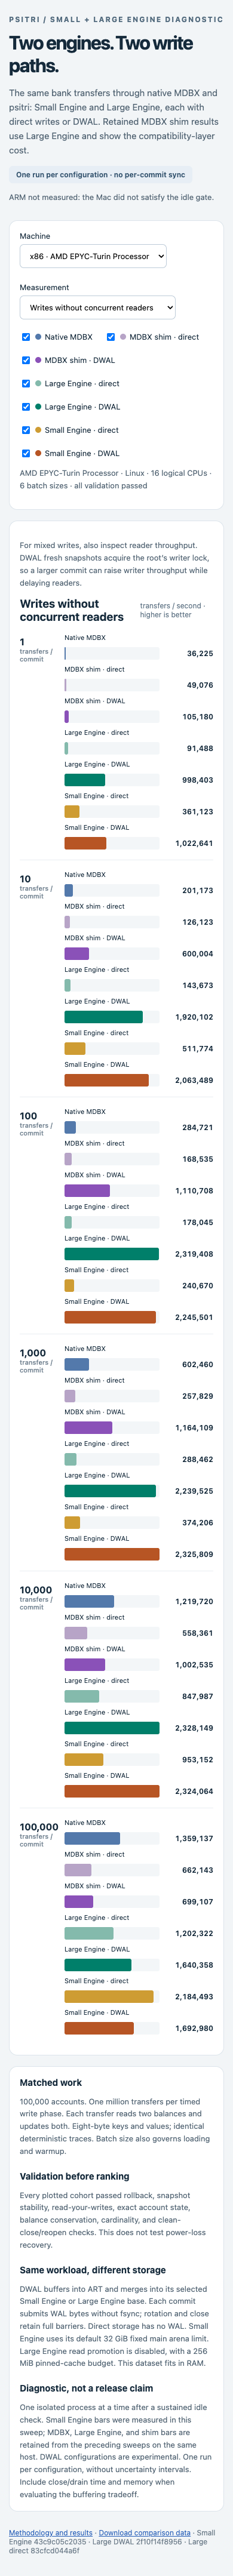 PSITRI / SMALL + LARGE ENGINE DIAGNOSTIC
Two engines. Two write
paths.
The same bank transfers through native MDBX and
psitri: Small Engine and Large Engine, each with
direct writes or DWAL. Retained MDBX shim results
use Large Engine and show the compatibility-layer
cost.
One run per configuration · no per-commit sync
ARM not measured: the Mac did not satisfy the idle gate.
Machine
x86 · AMD EPYC-Turin Processor
Measurement
Writes without concurrent readers
Native MDBX
MDBX shim · direct
MDBX shim · DWAL
Large Engine · direct
Large Engine · DWAL
Small Engine · direct
Small Engine · DWAL
AMD EPYC-Turin Processor · Linux · 16 logical CPUs ·
6 batch sizes · all validation passed
For mixed writes, also inspect reader throughput.
DWAL fresh snapshots acquire the root's writer lock,
so a larger commit can raise writer throughput while
delaying readers.
Writes without
concurrent readers
transfers / second ·
higher is better
1
transfers /
commit
Native MDBX
36,225
MDBX shim · direct
49,076
MDBX shim · DWAL
105,180
Large Engine · direct
91,488
Large Engine · DWAL
998,403
Small Engine · direct
361,123
Small Engine · DWAL
1,022,641
10
transfers /
commit
Native MDBX
201,173
MDBX shim · direct
126,123
MDBX shim · DWAL
600,004
Large Engine · direct
143,673
Large Engine · DWAL
1,920,102
Small Engine · direct
511,774
Small Engine · DWAL
2,063,489
100
transfers /
commit
Native MDBX
284,721
MDBX shim · direct
168,535
MDBX shim · DWAL
1,110,708
Large Engine · direct
178,045
Large Engine · DWAL
2,319,408
Small Engine · direct
240,670
Small Engine · DWAL
2,245,501
1,000
transfers /
commit
Native MDBX
602,460
MDBX shim · direct
257,829
MDBX shim · DWAL
1,164,109
Large Engine · direct
288,462
Large Engine · DWAL
2,239,525
Small Engine · direct
374,206
Small Engine · DWAL
2,325,809
10,000
transfers /
commit
Native MDBX
1,219,720
MDBX shim · direct
558,361
MDBX shim · DWAL
1,002,535
Large Engine · direct
847,987
Large Engine · DWAL
2,328,149
Small Engine · direct
953,152
Small Engine · DWAL
2,324,064
100,000
transfers /
commit
Native MDBX
1,359,137
MDBX shim · direct
662,143
MDBX shim · DWAL
699,107
Large Engine · direct
1,202,322
Large Engine · DWAL
1,640,358
Small Engine · direct
2,184,493
Small Engine · DWAL
1,692,980
Matched work
100,000 accounts. One million transfers per timed
write phase. Each transfer reads two balances and
updates both. Eight-byte keys and values; identical
deterministic traces. Batch size also governs loading
and warmup.
Validation before ranking
Every plotted cohort passed rollback, snapshot
stability, read-your-writes, exact account state,
balance conservation, cardinality, and clean-
close/reopen checks. This does not test power-loss
recovery.
Same workload, different storage
DWAL buffers into ART and merges into its selected
Small Engine or Large Engine base. Each commit
submits WAL bytes without fsync; rotation and close
retain full barriers. Direct storage has no WAL. Small
Engine uses its default 32 GiB fixed main arena limit.
Large Engine read promotion is disabled, with a 256
MiB pinned-cache budget. This dataset fits in RAM.
Diagnostic, not a release claim
One isolated process at a time after a sustained idle
check. Small Engine bars were measured in this
sweep; MDBX, Large Engine, and shim bars are
retained from the preceding sweeps on the same
host. DWAL configurations are experimental. One run
per configuration, without uncertainty intervals.
Include close/drain time and memory when
evaluating the buffering tradeoff.
Methodology and results · Download comparison data · Small
Engine 43c9c05c2035 · Large DWAL 2f10f14f8956 · Large
direct 83cfcd044a6f